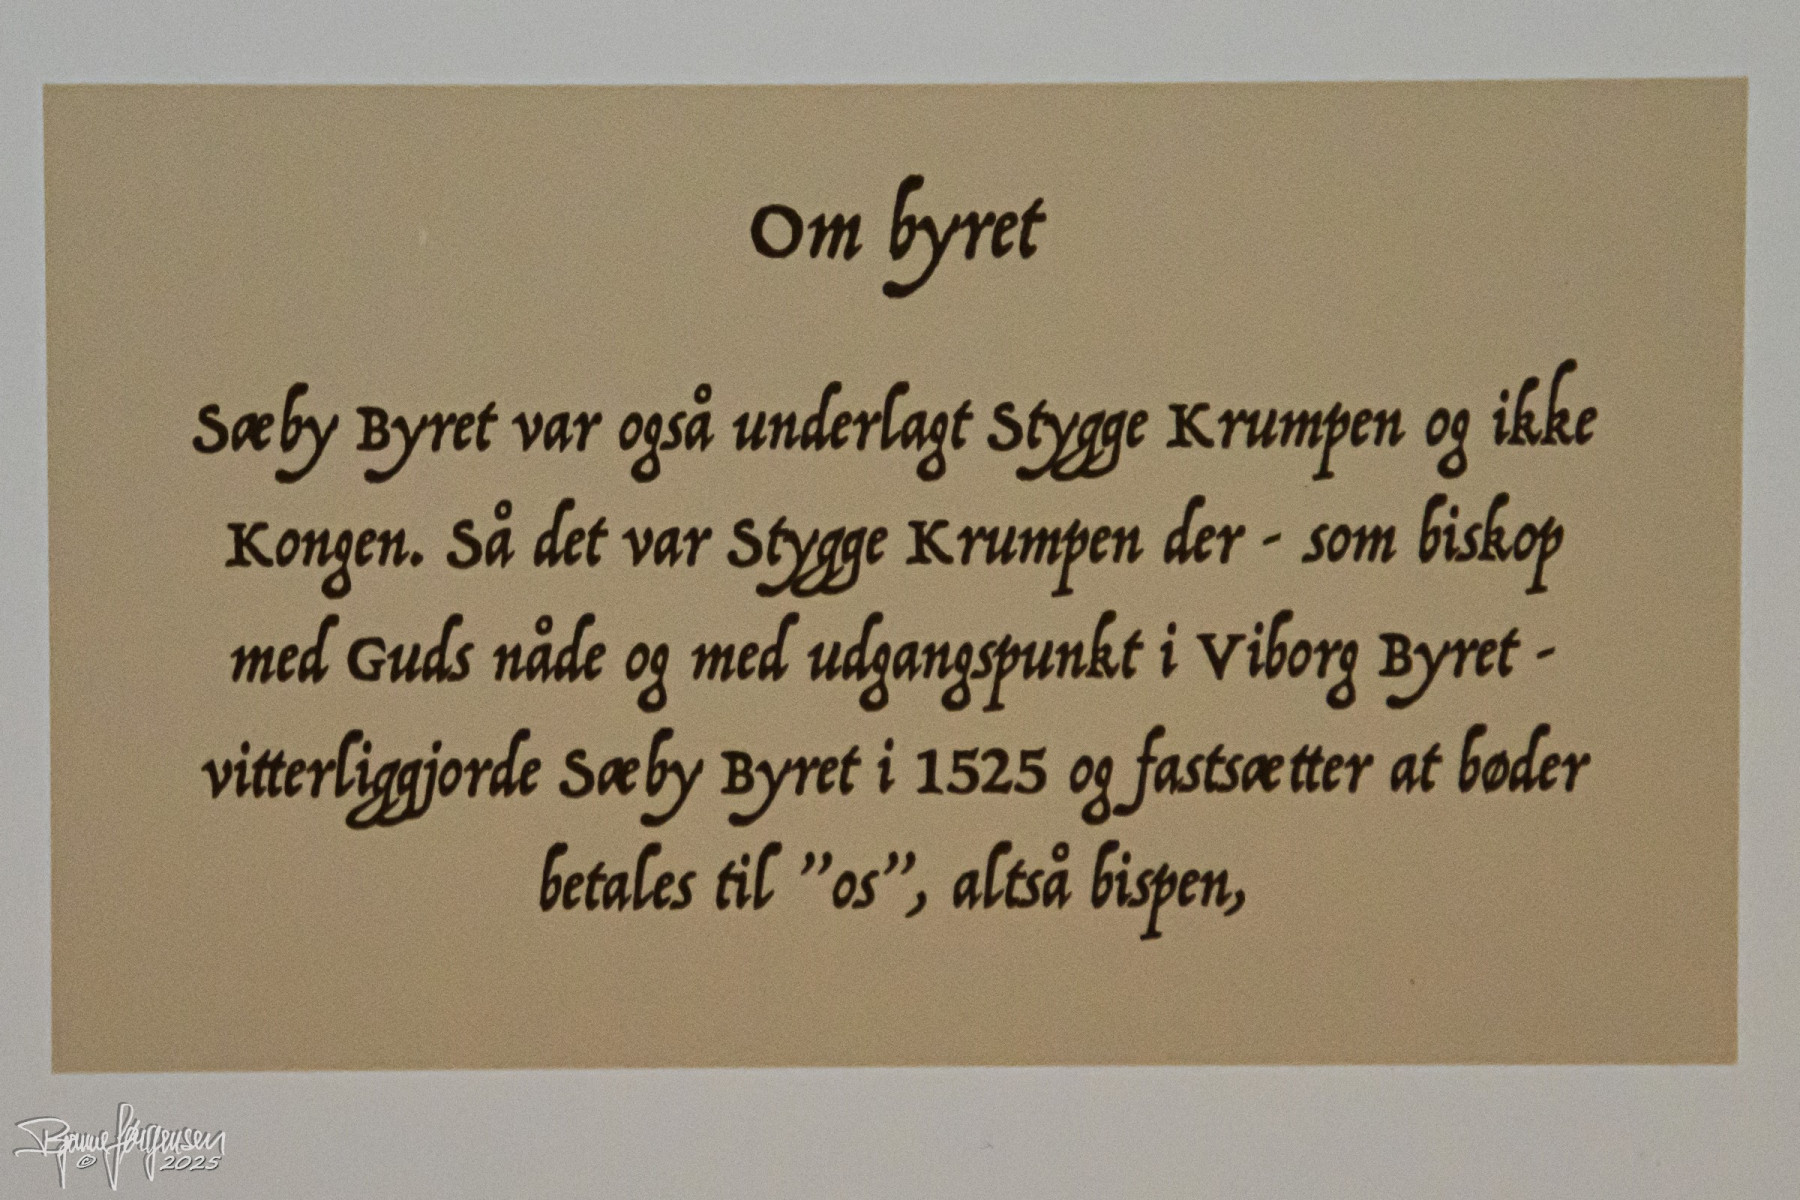 Om byret
Sæby Byret var også underlagt Stygge Krumpen og ikke
Kongen. Så det var Stygge Krumpen der - som biskop
med Guds nåde og med udgangspunkt i Viborg Byret -
vitterliggjorde Sæby Byret i 1525 og fastsætter at bøder
betales til ”os”, altså bispen,
Jørgensen
© 2025